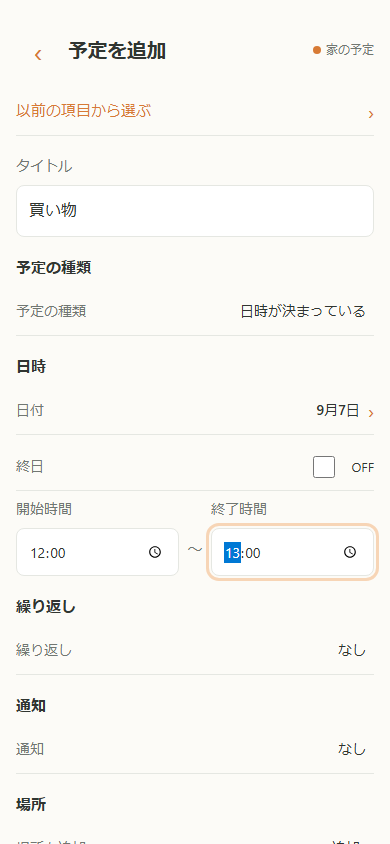 ‹ 予定を追加 家の予定
以前の項目から選ぶ ›
タイトル
買い物
予定の種類
予定の種類 日時が決まっている
日時
日付 9月7日 ›
終日 OFF
開始時間 終了時間
12:00 ～ 13:00
繰り返し
繰り返し なし
通知
通知 なし
場所